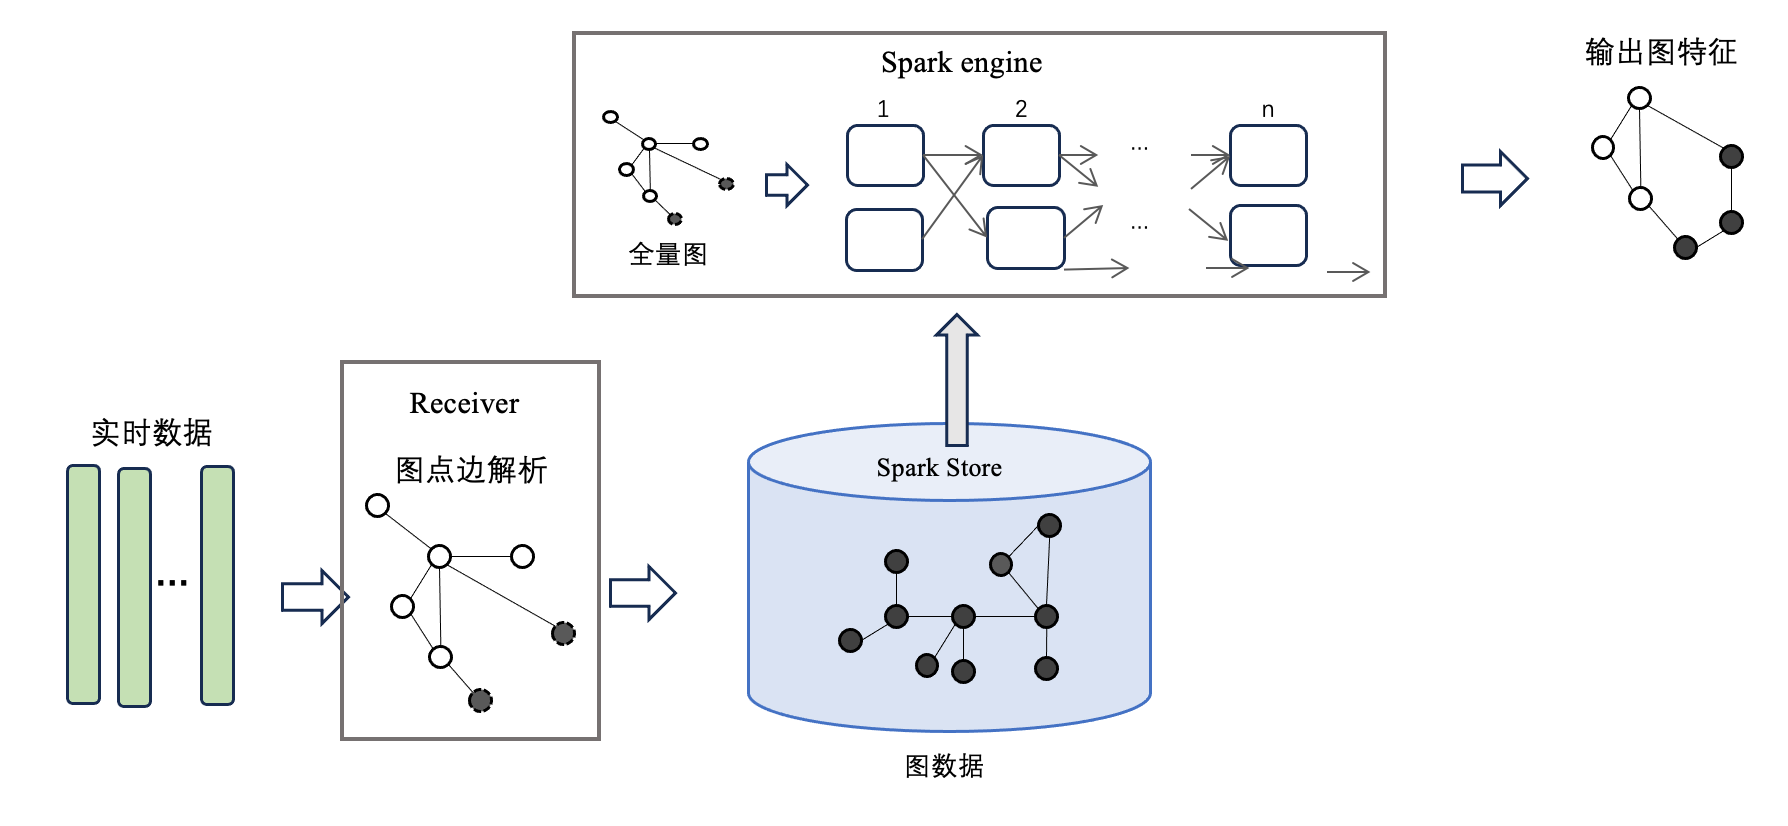 Spark engine
1
2
n
...
...
全量图
输出图特征
实时数据
...
Receiver
图点边解析
Spark Store
图数据